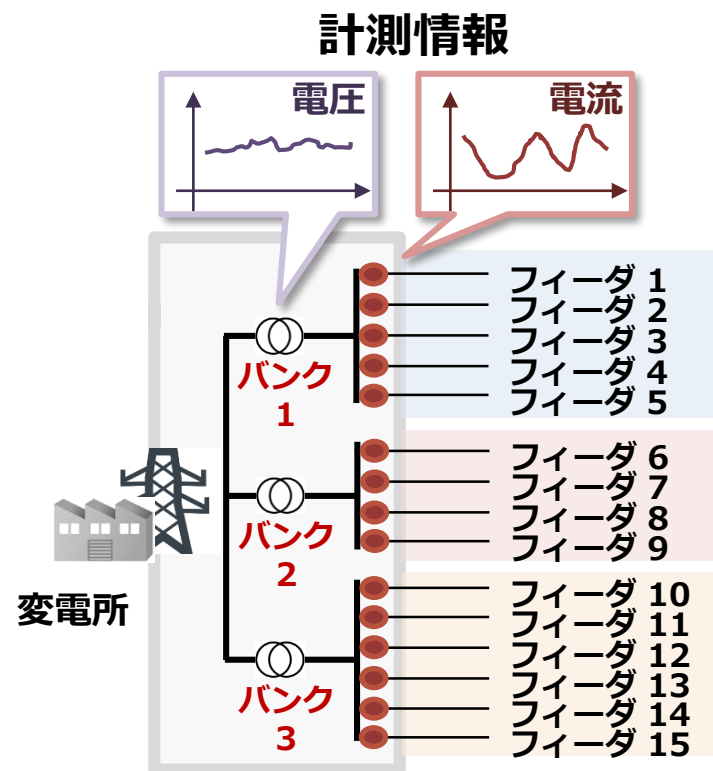 計測情報
電圧
電流
フィーダ 1
フィーダ 2
フィーダ 3
フィーダ 4
フィーダ 5
バンク
1
フィーダ 6
フィーダ 7
フィーダ 8
フィーダ 9
バンク
2
変電所
フィーダ 10
フィーダ 11
フィーダ 12
フィーダ 13
フィーダ 14
フィーダ 15
バンク
3